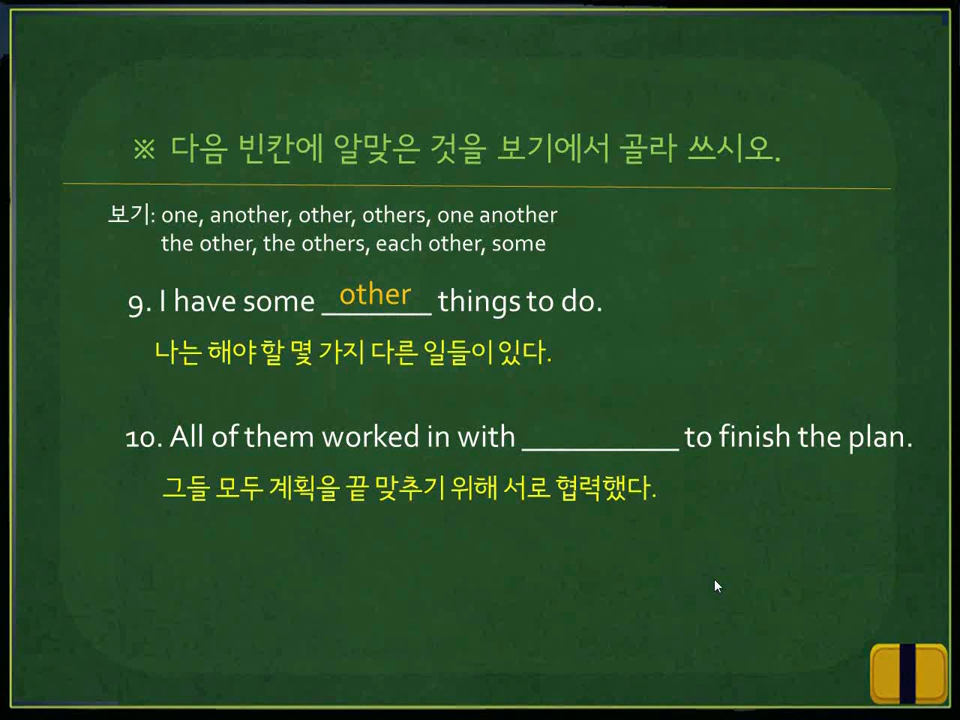 ※ 다음 빈칸에 알맞은 것을 보기에서 골라 쓰시오.
보기: one, another, other, others, one another
the other, the others, each other, some
9. I have some other things to do.
나는 해야 할 몇 가지 다른 일들이 있다.
10. All of them worked in with __________ to finish the plan.
그들 모두 계획을 끝 맞추기 위해 서로 협력했다.